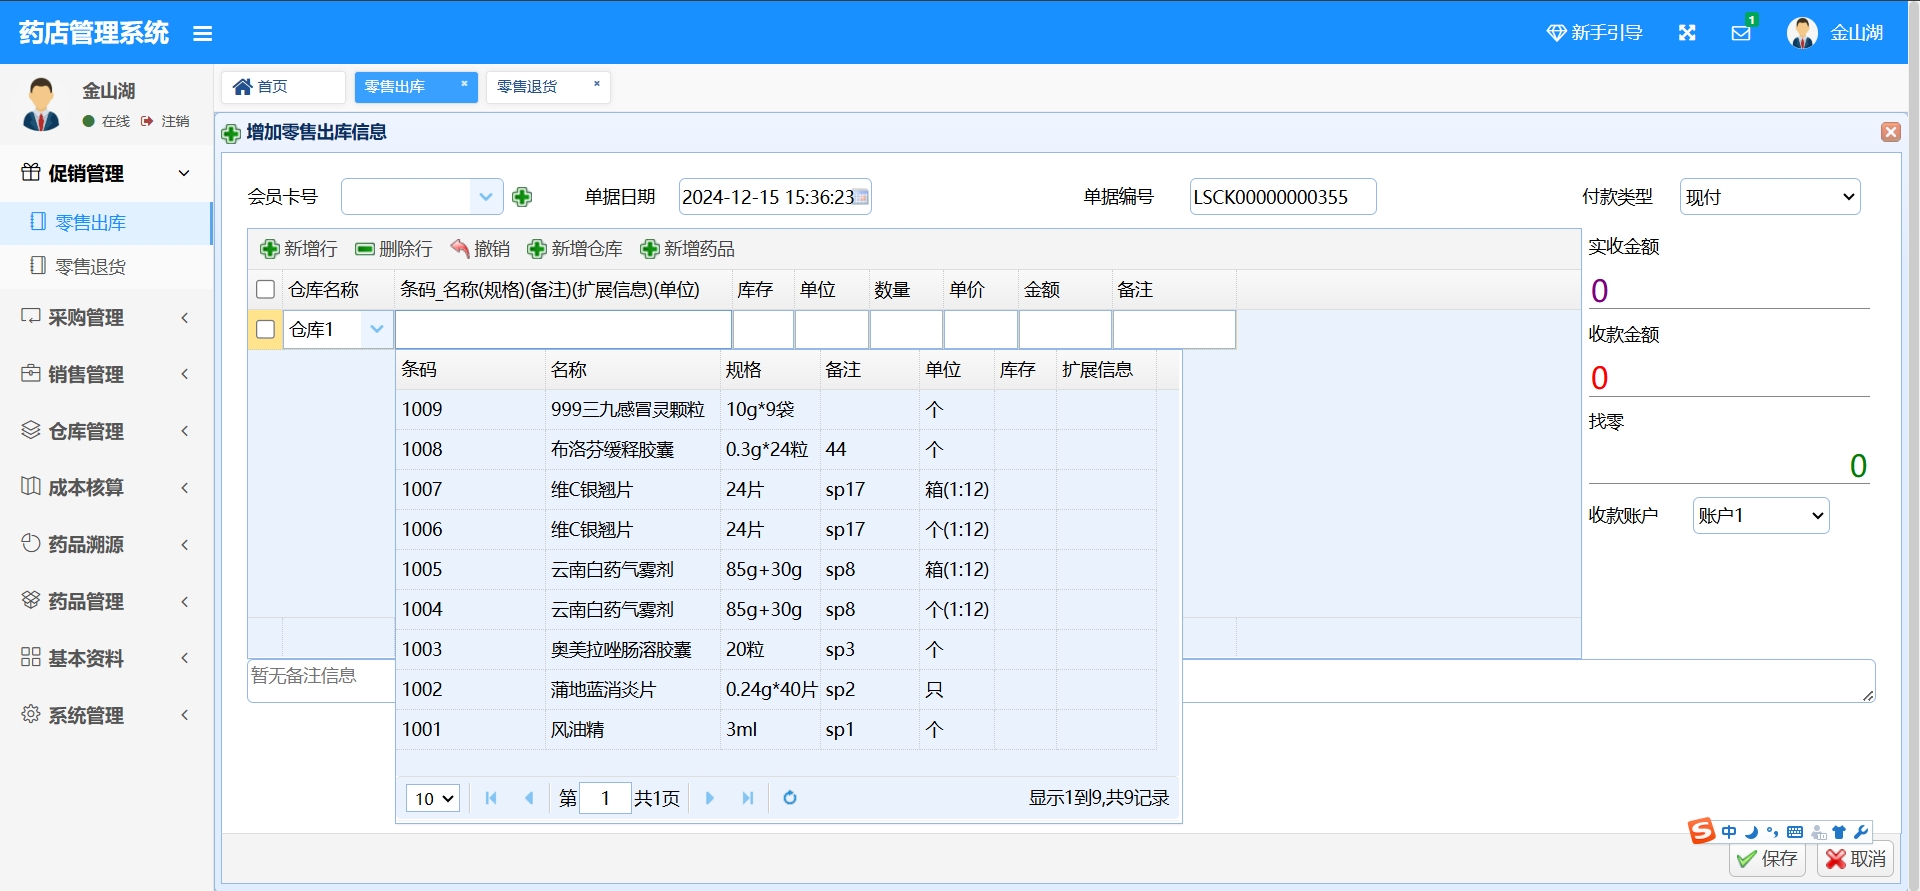 药店管理系统
新手引导
1
金山湖
金山湖
在线 注销
首页
零售出库
零售退货
促销管理
零售出库
零售退货
采购管理
销售管理
仓库管理
成本核算
药品溯源
药品管理
基本资料
系统管理
增加零售出库信息
会员卡号 单据日期 2024-12-15 15:36:23 单据编号 LSCK00000000355 付款类型 现付
新增行 删除行 撤销 新增仓库 新增药品
仓库名称 条码_名称(规格)(备注)(扩展信息)(单位) 库存 单位 数量 单价 金额 备注
仓库1
条码 名称 规格 备注 单位 库存 扩展信息
1009 999三九感冒灵颗粒 10g*9袋 个
1008 布洛芬缓释胶囊 0.3g*24粒 44 个
1007 维C银翘片 24片 sp17 箱(1:12)
1006 维C银翘片 24片 sp17 个(1:12)
1005 云南白药气雾剂 85g+30g sp8 箱(1:12)
1004 云南白药气雾剂 85g+30g sp8 个(1:12)
1003 奥美拉唑肠溶胶囊 20粒 sp3 个
1002 蒲地蓝消炎片 0.24g*40片 sp2 只
1001 风油精 3ml sp1 个
10 第 1 共1页 显示1到9,共9记录
实收金额
0
收款金额
0
找零
0
收款账户 账户1
暂无备注信息
S 中
保存 取消